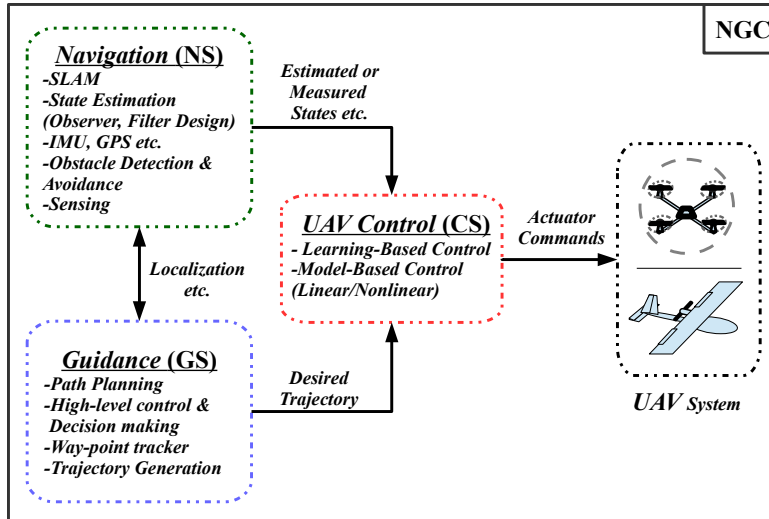 NGC
Navigation (NS)
-SLAM
-State Estimation
(Observer, Filter Design)
-IMU, GPS etc.
-Obstacle Detection &
Avoidance
-Sensing
Estimated or
Measured
States etc.
UAV Control (CS)
- Learning-Based Control
-Model-Based Control
(Linear/Nonlinear)
Actuator
Commands
UAV System
Localization
etc.
Guidance (GS)
-Path Planning
-High-level control &
Decision making
-Way-point tracker
-Trajectory Generation
Desired
Trajectory